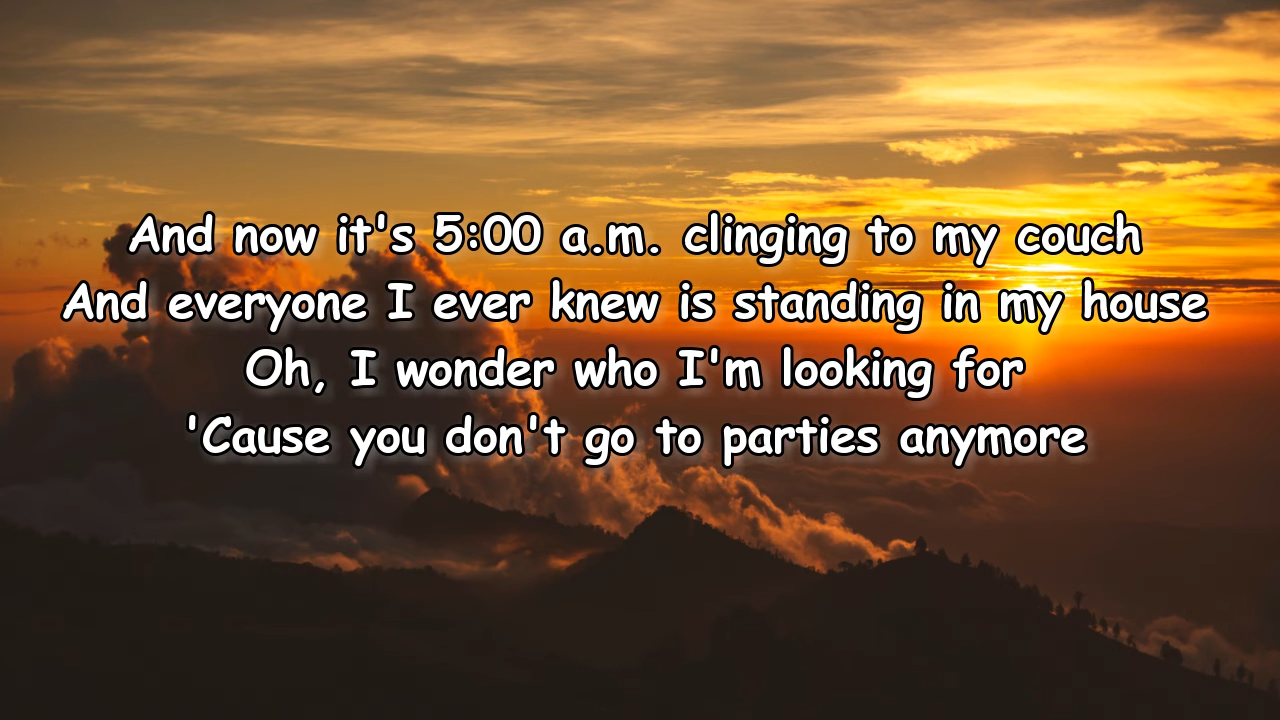 And now it's 5:00 a.m. clinging to my couch
And everyone I ever knew is standing in my house
Oh, I wonder who I'm looking for
'Cause you don't go to parties anymore